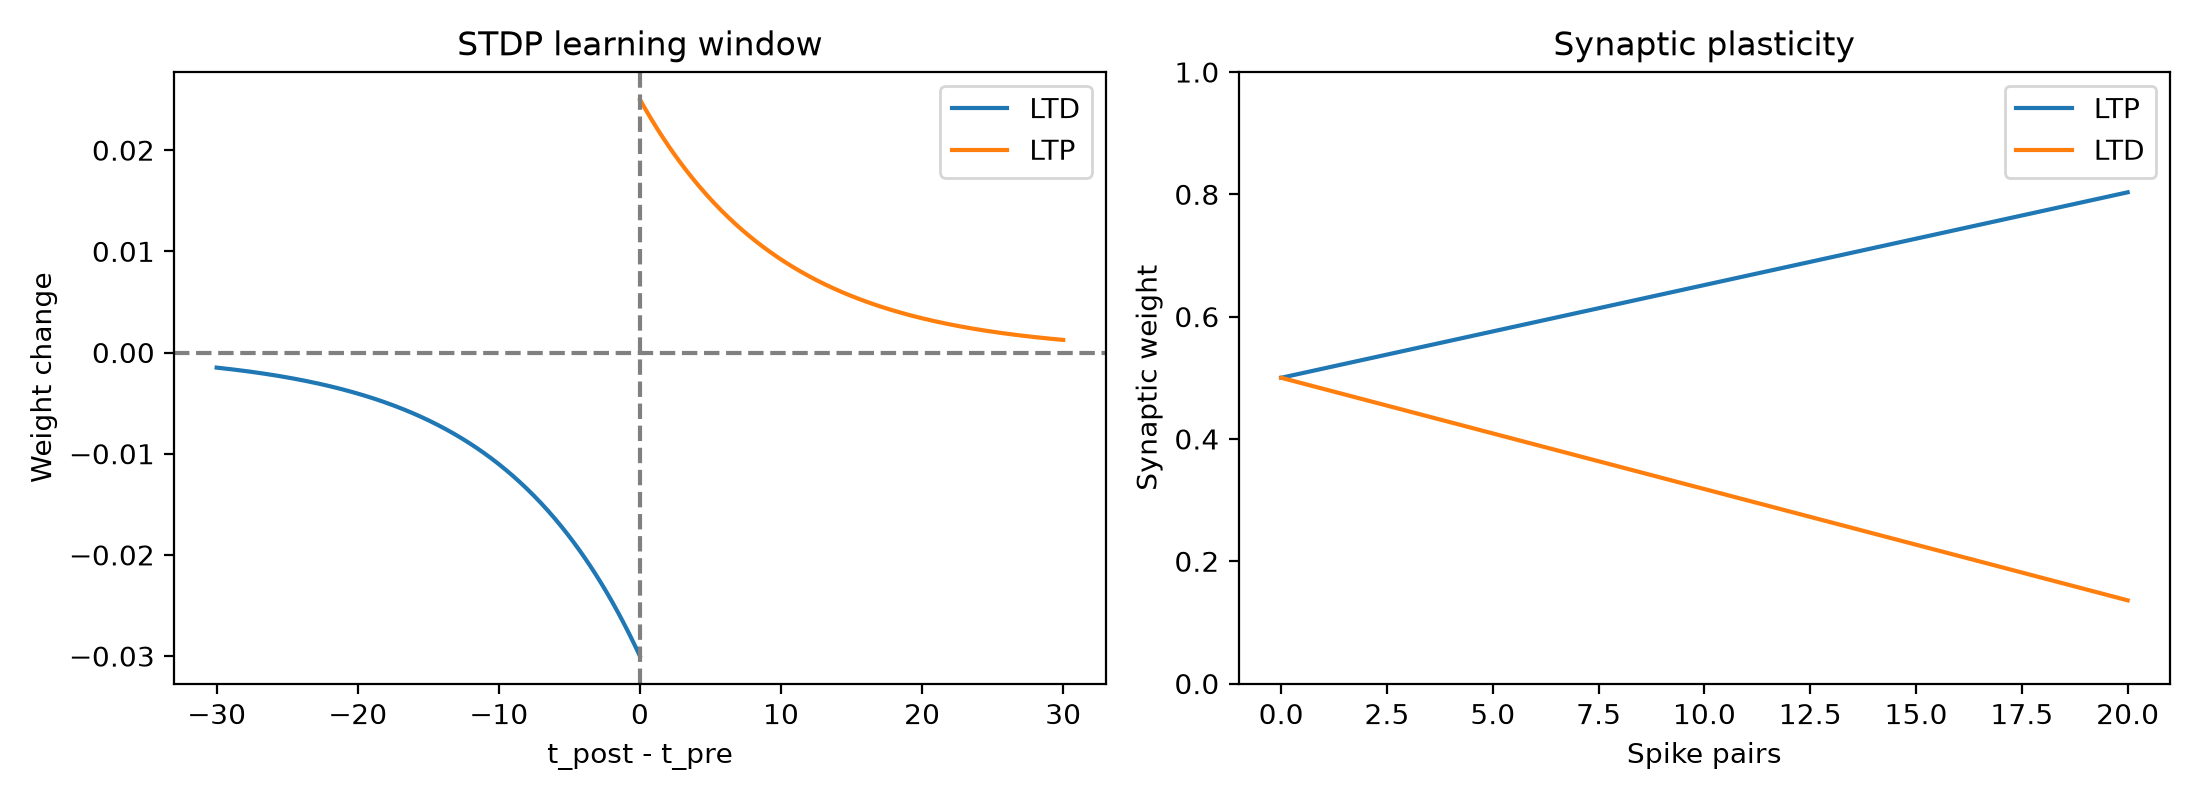 STDP learning window
Weight change
0.02
0.01
0.00
−0.01
−0.02
−0.03
LTD
LTP
−30 −20 −10 0 10 20 30
t_post - t_pre
Synaptic plasticity
Synaptic weight
1.0
0.8
0.6
0.4
0.2
0.0
LTP
LTD
0.0 2.5 5.0 7.5 10.0 12.5 15.0 17.5 20.0
Spike pairs